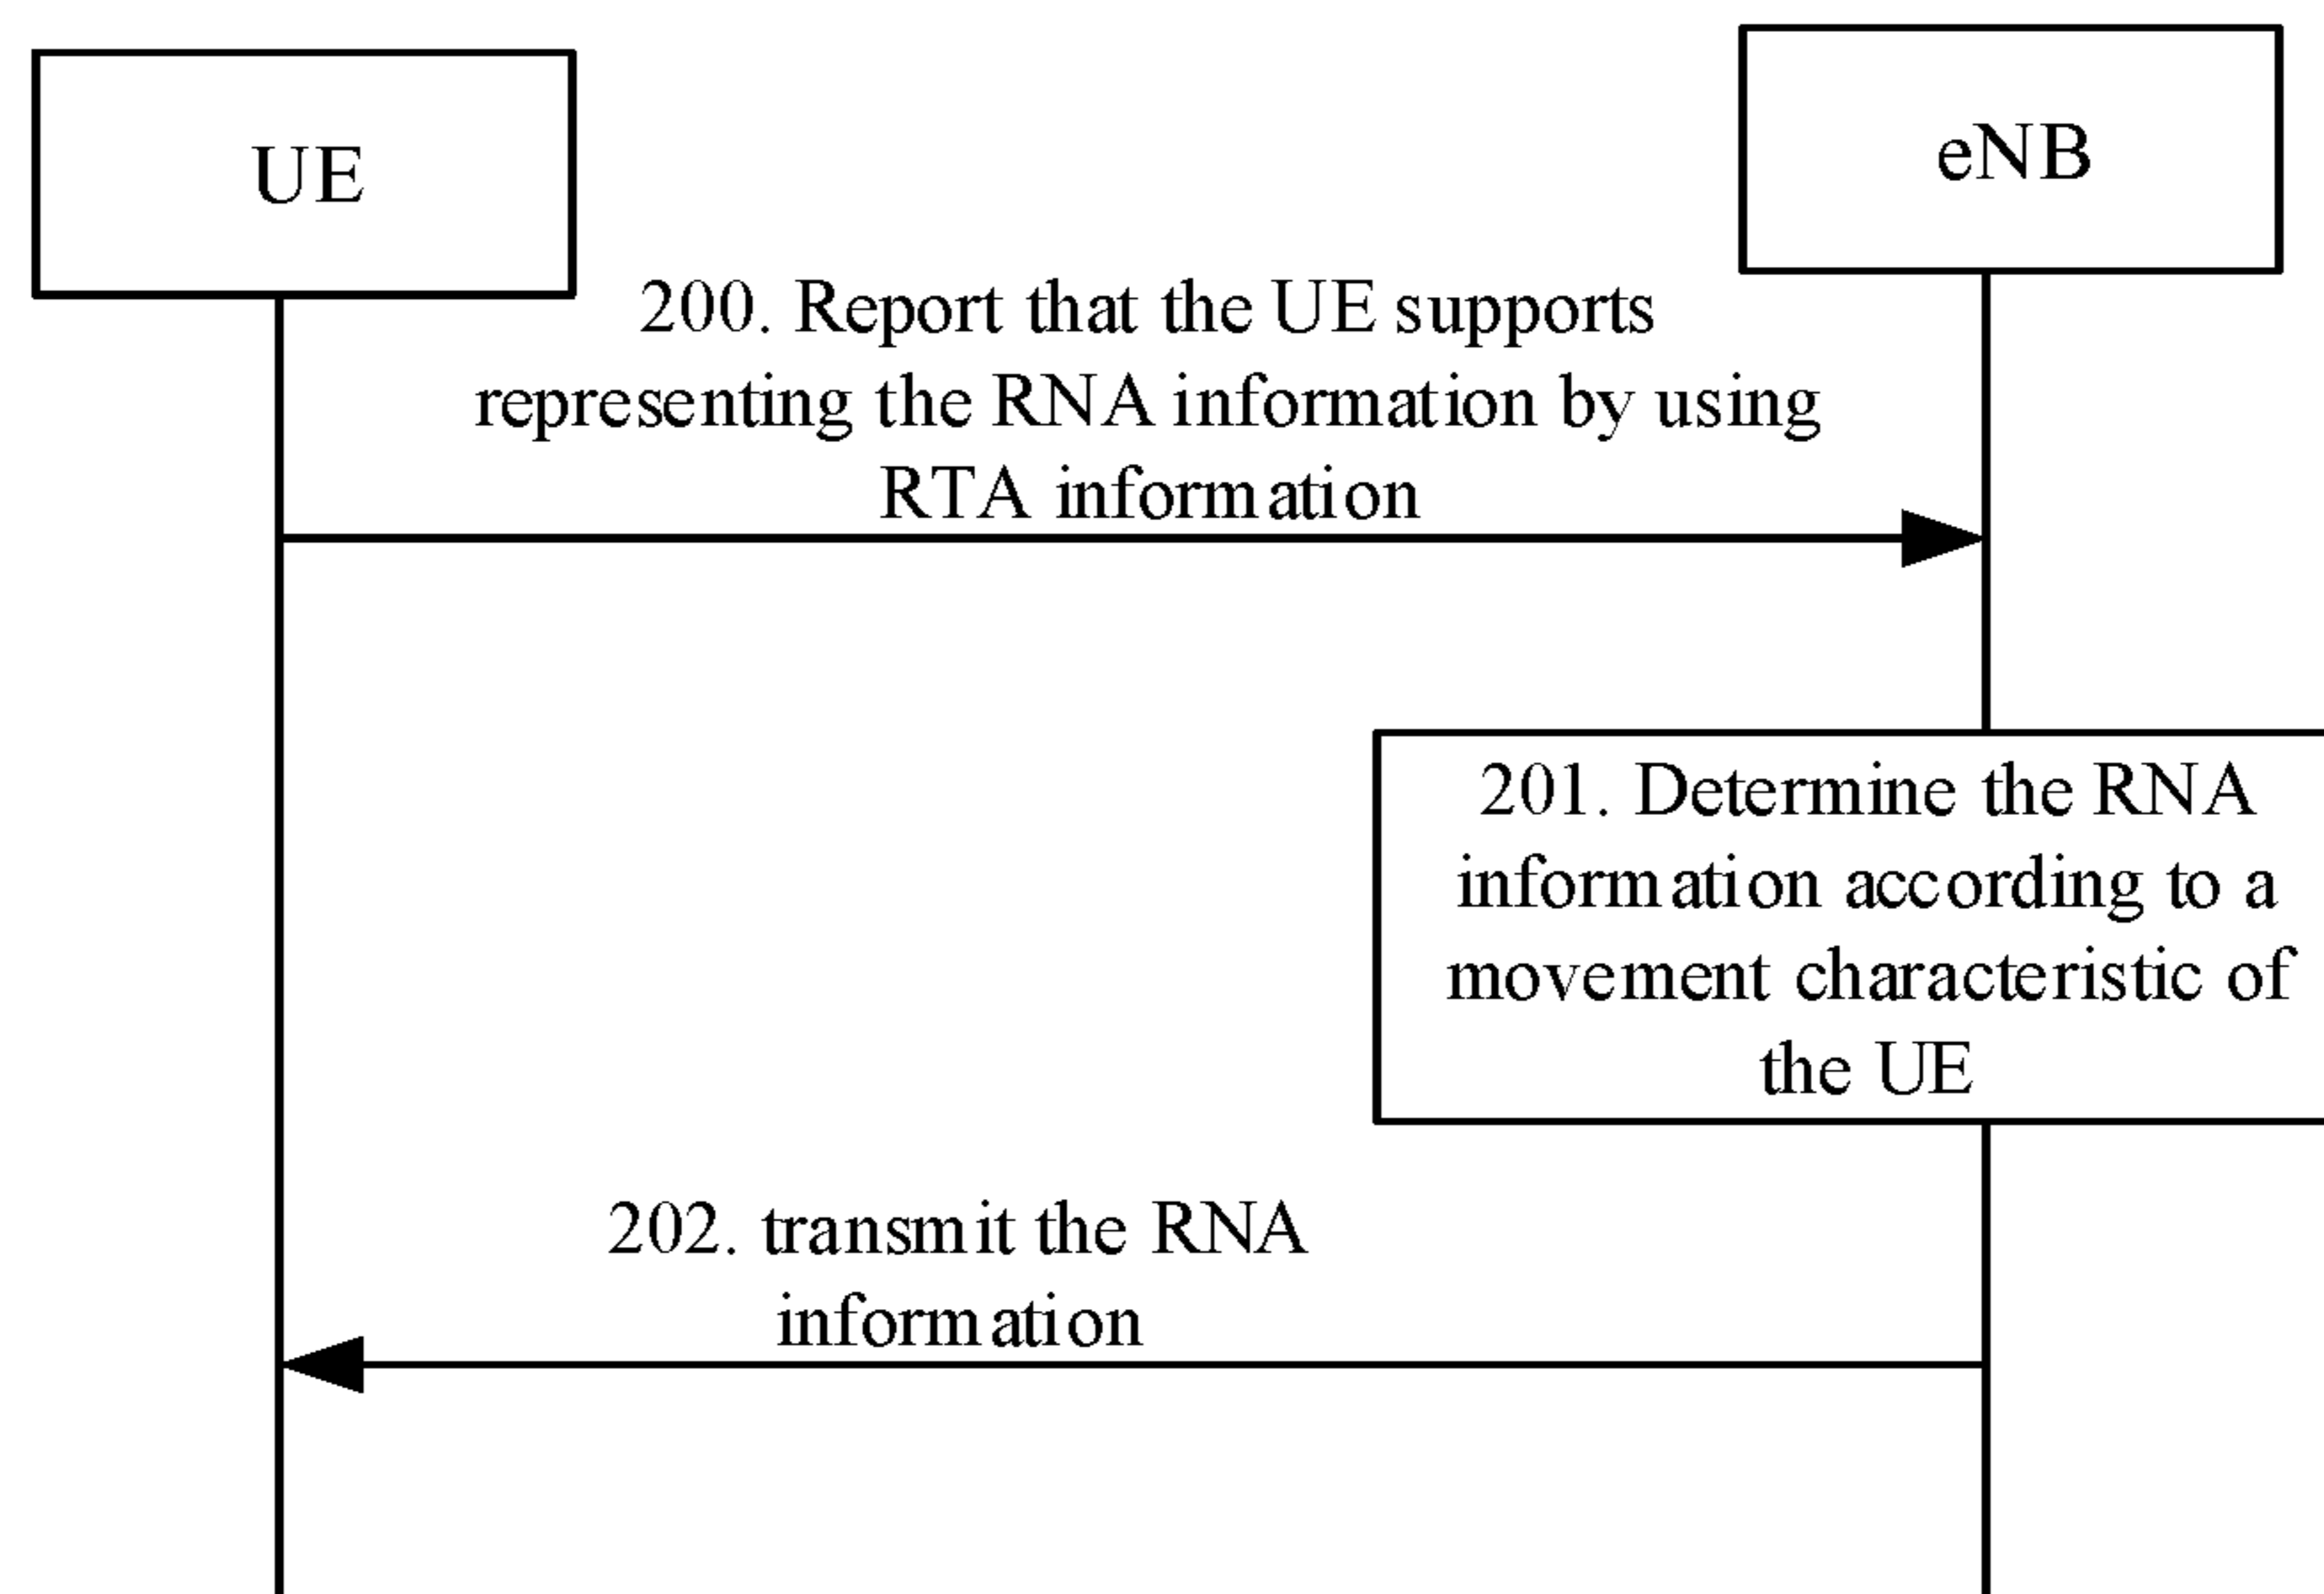 UE
eNB
200. Report that the UE supports
representing the RNA information by using
RTA information
201. Determine the RNA
information according to a
movement characteristic of
the UE
202. transmit the RNA
information